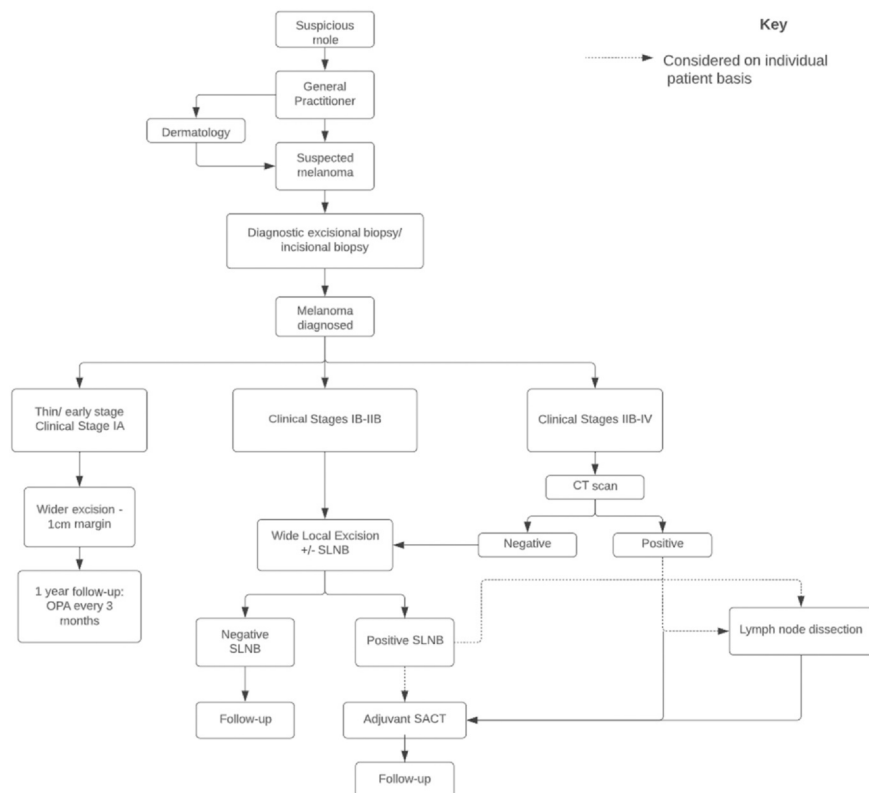 Suspicious
mole
Key
Considered on individual
patient basis
General
Practitioner
Dermatology
Suspected
melanoma
Diagnostic excisional biopsy/
incisional biopsy
Melanoma
diagnosed
Thin/ early stage
Clinical Stage IA
Clinical Stages IB-IIB
Clinical Stages IIB-IV
CT scan
Wider excision -
1cm margin
Wide Local Excision
+/- SLNB
Negative
Positive
1 year follow-up:
OPA every 3
months
Negative
SLNB
Positive SLNB
Lymph node dissection
Follow-up
Adjuvant SACT
Follow-up